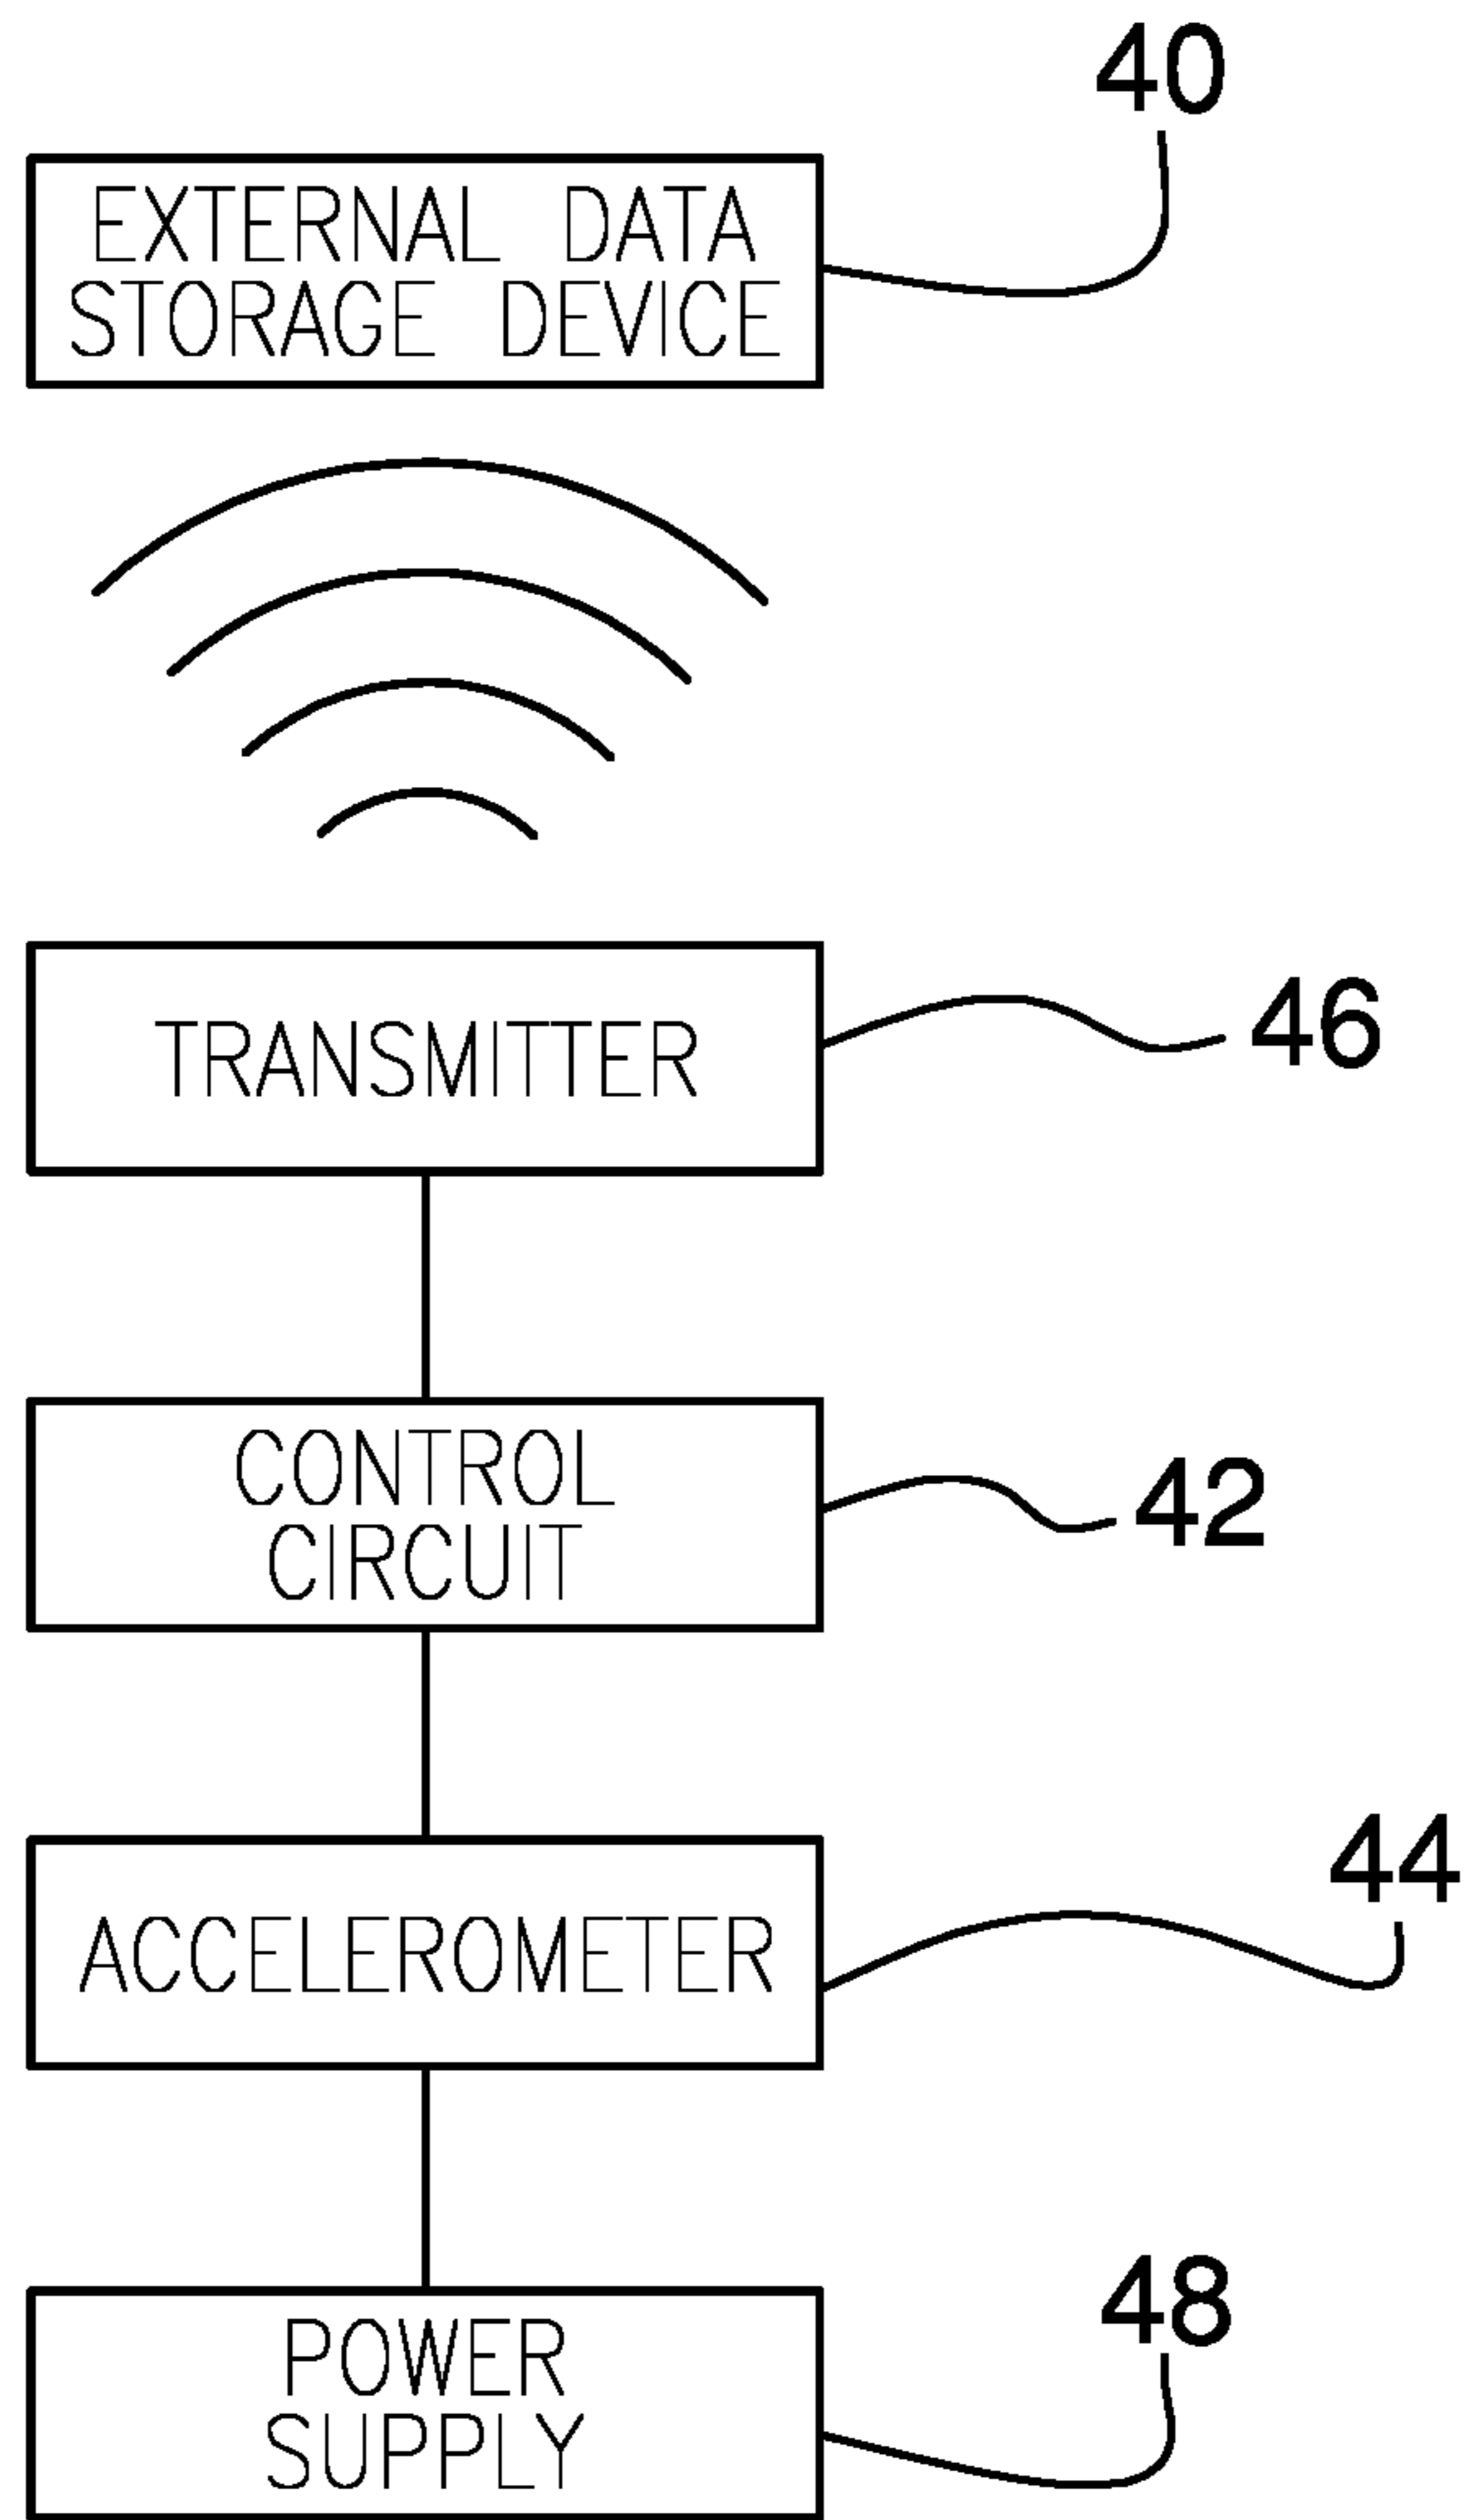 40
EXTERNAL DATA
STORAGE DEVICE
TRANSMITTER
46
CONTROL
CIRCUIT
42
44
ACCELEROMETER
48
POWER
SUPPLY